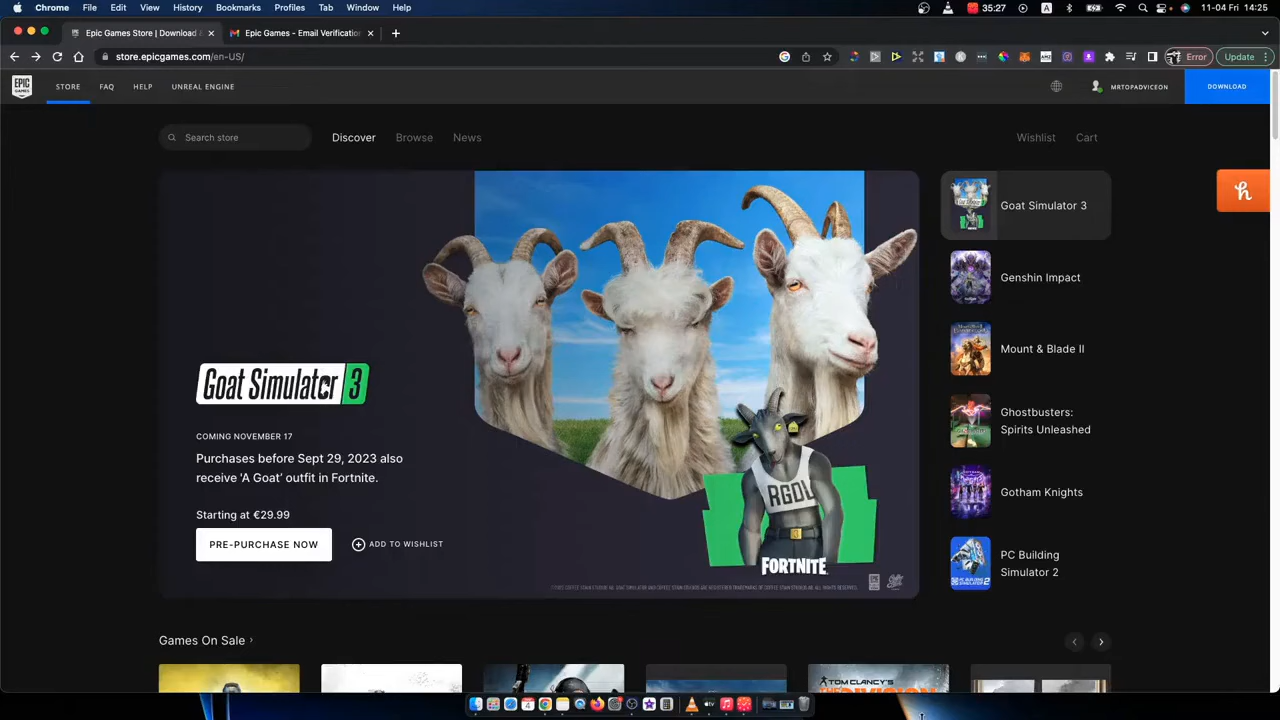 Chrome File Edit View History Bookmarks Profiles Tab Window Help
35:27 A 11-04 Fri 14:25
Epic Games Store | Download &
Epic Games - Email Verification
store.epicgames.com/en-US/
Error
Update
EPIC GAMES
STORE
FAQ
HELP
UNREAL ENGINE
MRTOPADVICEON
DOWNLOAD
Search store
Discover
Browse
News
Wishlist
Cart
Goat Simulator 3
COMING NOVEMBER 17
Purchases before Sept 29, 2023 also
receive 'A Goat' outfit in Fortnite.
Starting at €29.99
PRE-PURCHASE NOW
ADD TO WISHLIST
FORTNITE
Goat Simulator 3
Genshin Impact
Mount & Blade II
Ghostbusters:
Spirits Unleashed
Gotham Knights
PC Building
Simulator 2
Games On Sale
TOM CLANCY'S